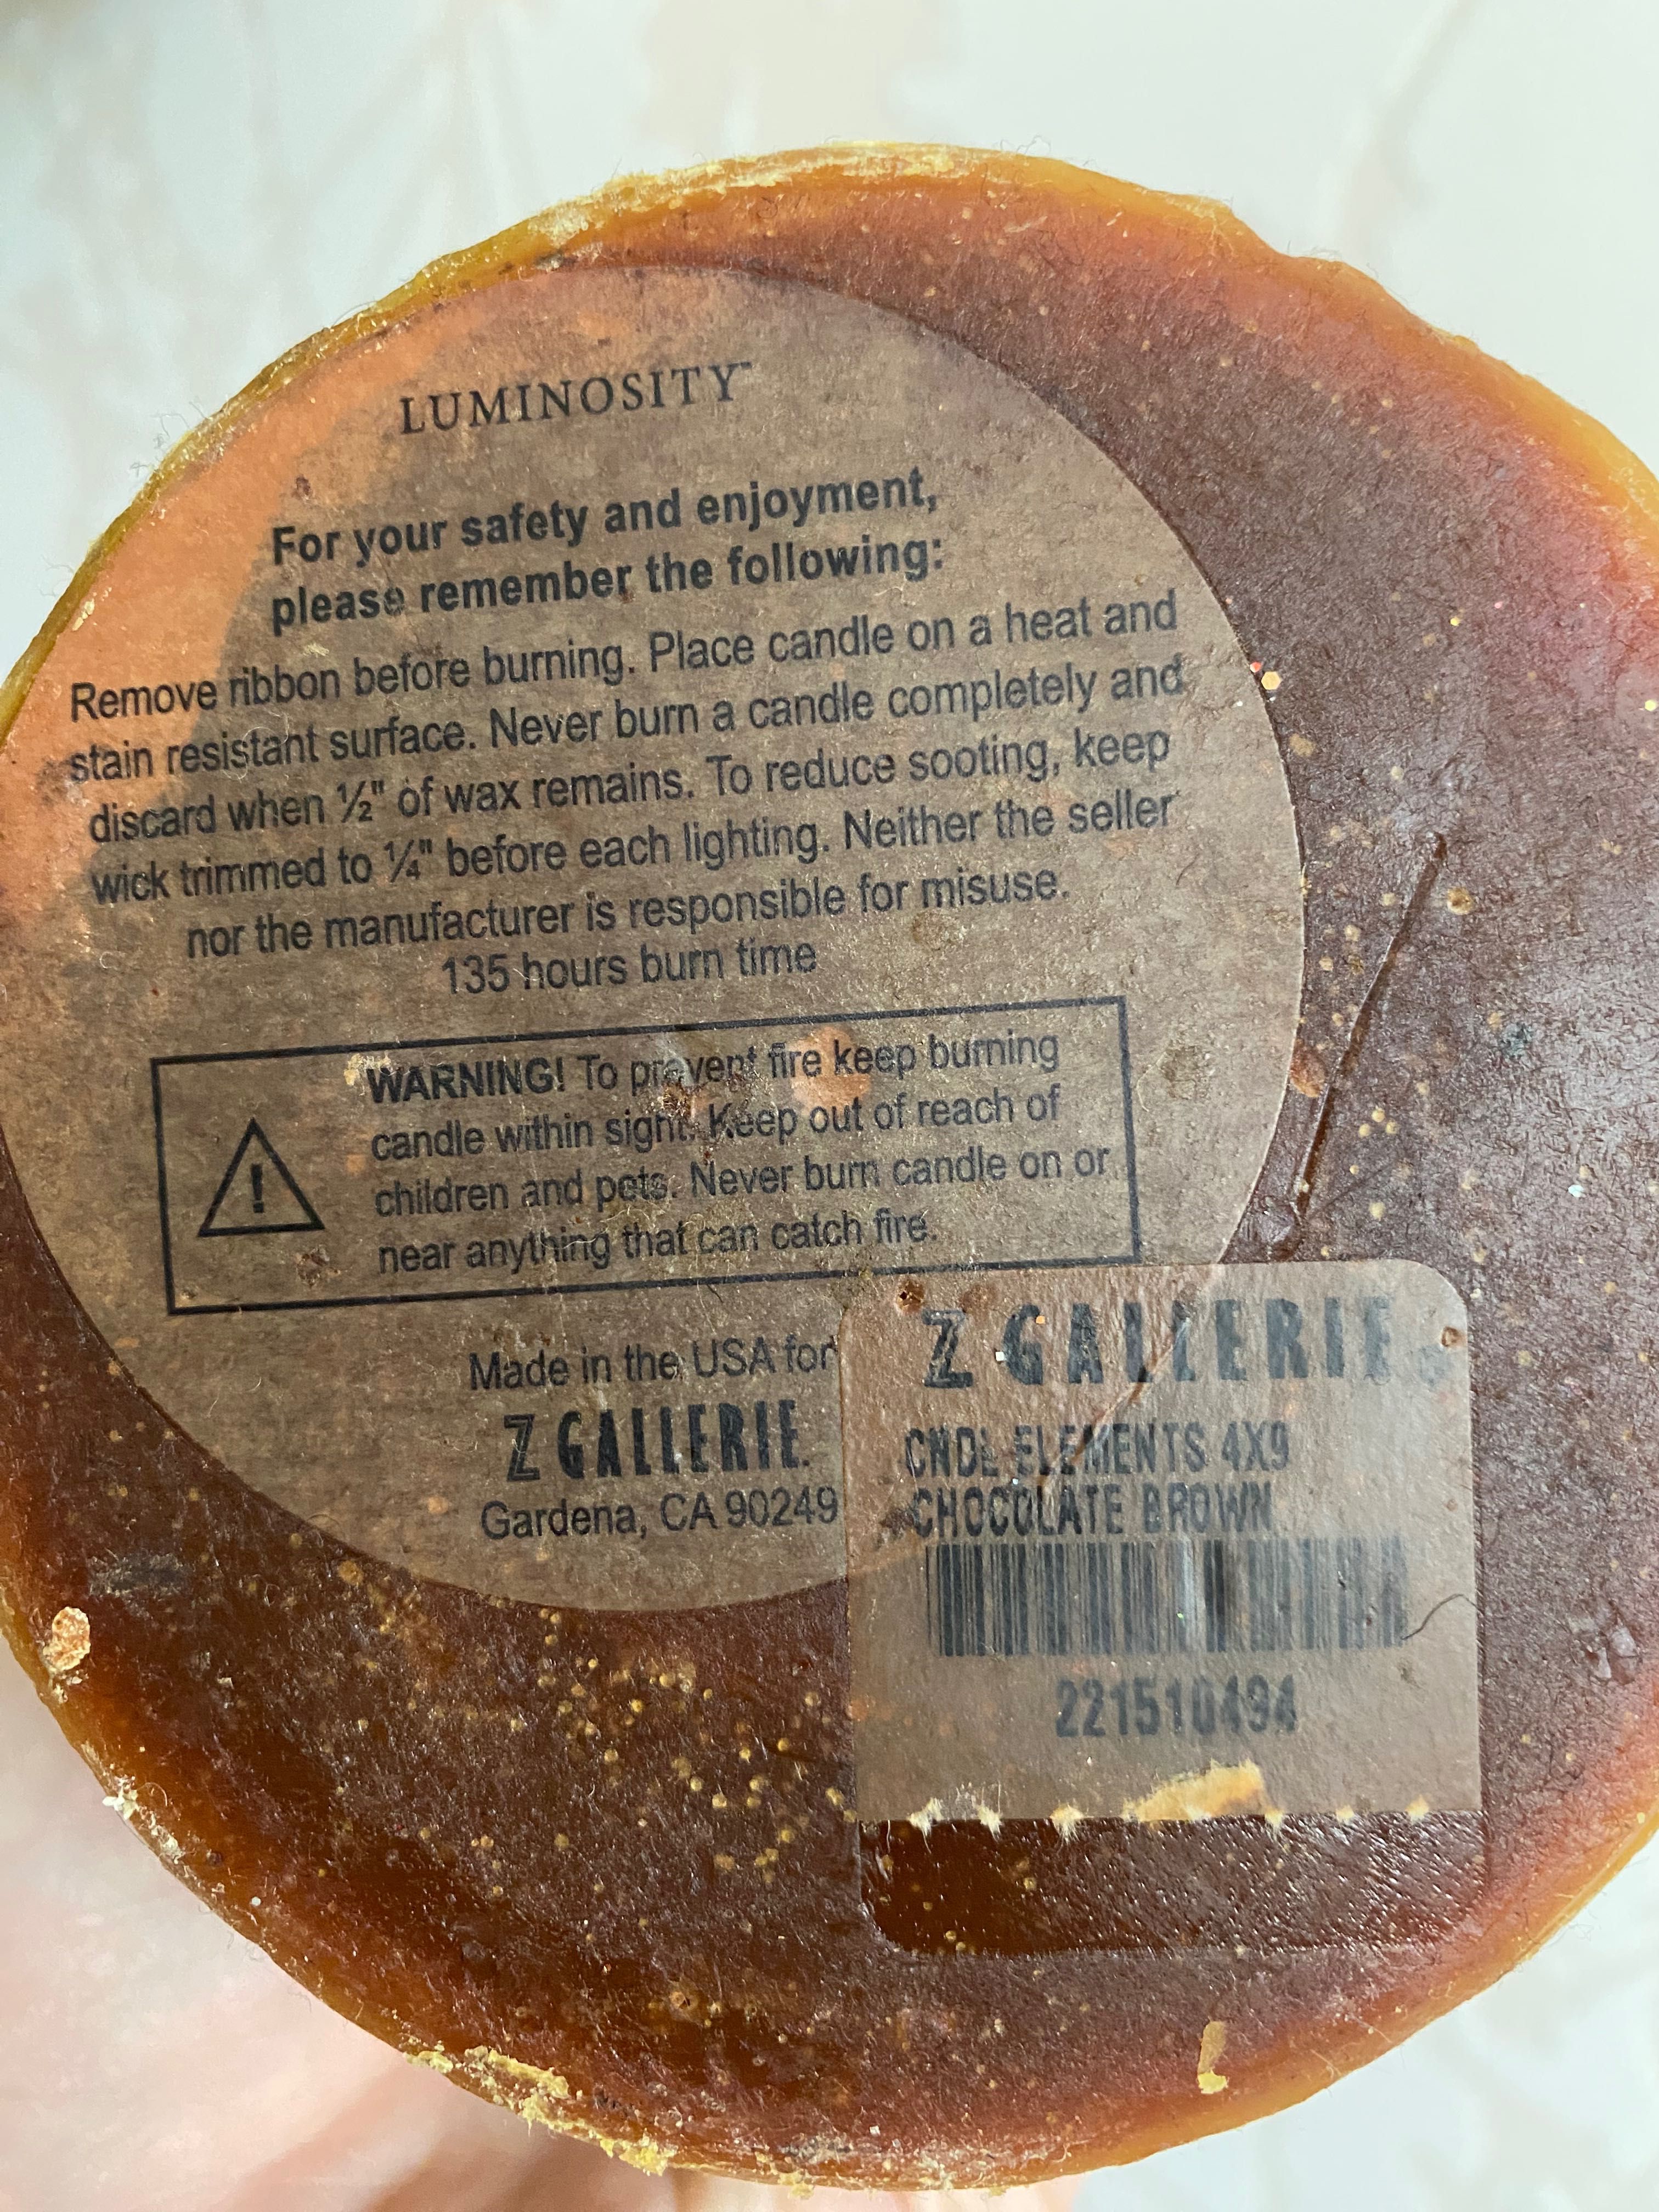 LUMINOSITY™
For your safety and enjoyment,
please remember the following:
Remove ribbon before burning. Place candle on a heat and
stain resistant surface. Never burn a candle completely and
discard when ½" of wax remains. To reduce sooting, keep
wick trimmed to ¼" before each lighting. Neither the seller
nor the manufacturer is responsible for misuse.
135 hours burn time
WARNING! To prevent fire keep burning
candle within sight. Keep out of reach of
children and pets. Never burn candle on or
near anything that can catch fire.
Made in the USA for
Z GALLERIE.
Gardena, CA 90249
Z GALLERIE.
CNDL ELEMENTS 4X9
CHOCOLATE BROWN
221510494